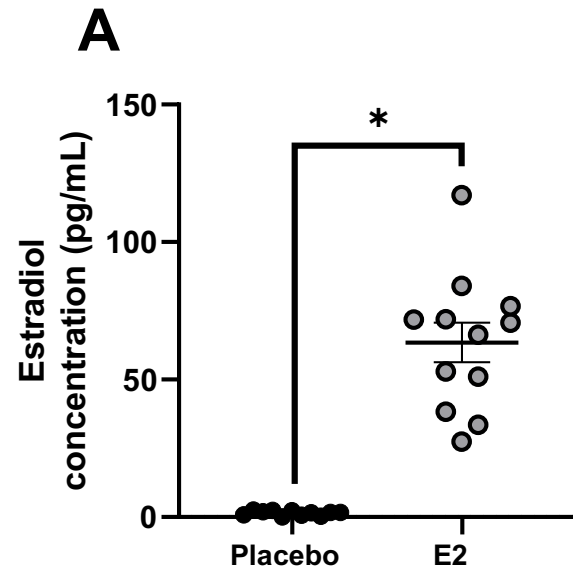 A
150
*
100
50
0
Estradiol
concentration (pg/mL)
Placebo E2